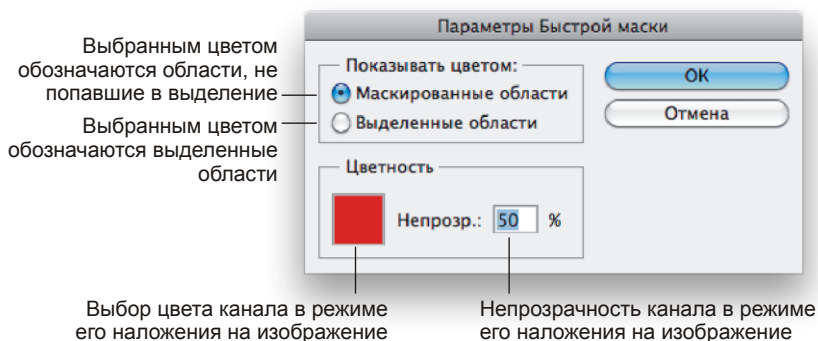 Параметры Быстрой маски
Выбранным цветом
обозначаются области, не
попавшие в выделение
Выбранным цветом
обозначаются выделенные
области
Показывать цветом:
Маскированные области
Выделенные области
ОК
Отмена
Цветность
Непрозр.: 50 %
Выбор цвета канала в режиме
его наложения на изображение
Непрозрачность канала в режиме
его наложения на изображение